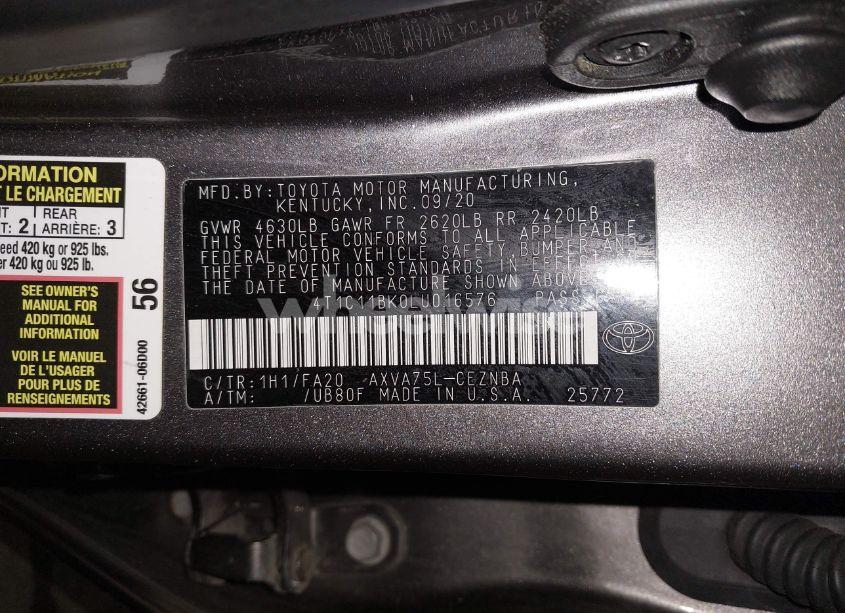 ORMATION
T LE CHARGEMENT
NT REAR
T: 2 ARRIÈRE: 3
eed 420 kg or 925 lbs.
er 420 kg ou 925 lb.
SEE OWNER'S
MANUAL FOR
ADDITIONAL
INFORMATION
VOIR LE MANUEL
DE L'USAGER
POUR PLUS DE
RENSEIGNEMENTS
56
42661-06D00
MFD.BY:TOYOTA MOTOR MANUFACTURING,
KENTUCKY,INC.09/20
GVWR 4630LB GAWR FR 2620LB RR 2420LB
THIS VEHICLE CONFORMS TO ALL APPLICABLE
FEDERAL MOTOR VEHICLE SAFETY, BUMPER,AND
THEFT PREVENTION STANDARDS IN EFFECT ON
THE DATE OF MANUFACTURE SHOWN ABOVE.
PASS
C/TR:1H1/FA20 AXVA75L-CEZNBA
A/TM: /UB80F MADE IN U.S.A. 25772